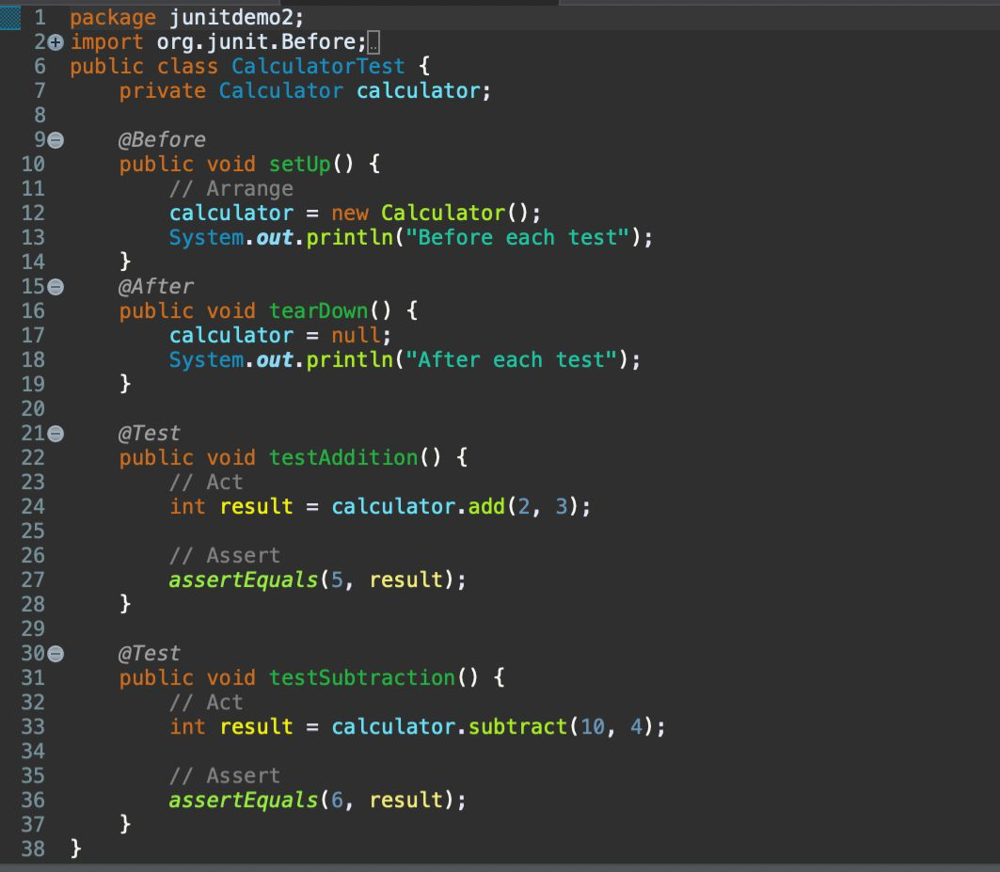 1 package junitdemo2;
2 import org.junit.Before;
6 public class CalculatorTest {
7     private Calculator calculator;
8
9     @Before
10     public void setUp() {
11         // Arrange
12         calculator = new Calculator();
13         System.out.println("Before each test");
14     }
15     @After
16     public void tearDown() {
17         calculator = null;
18         System.out.println("After each test");
19     }
20
21     @Test
22     public void testAddition() {
23         // Act
24         int result = calculator.add(2, 3);
25
26         // Assert
27         assertEquals(5, result);
28     }
29
30     @Test
31     public void testSubtraction() {
32         // Act
33         int result = calculator.subtract(10, 4);
34
35         // Assert
36         assertEquals(6, result);
37     }
38 }